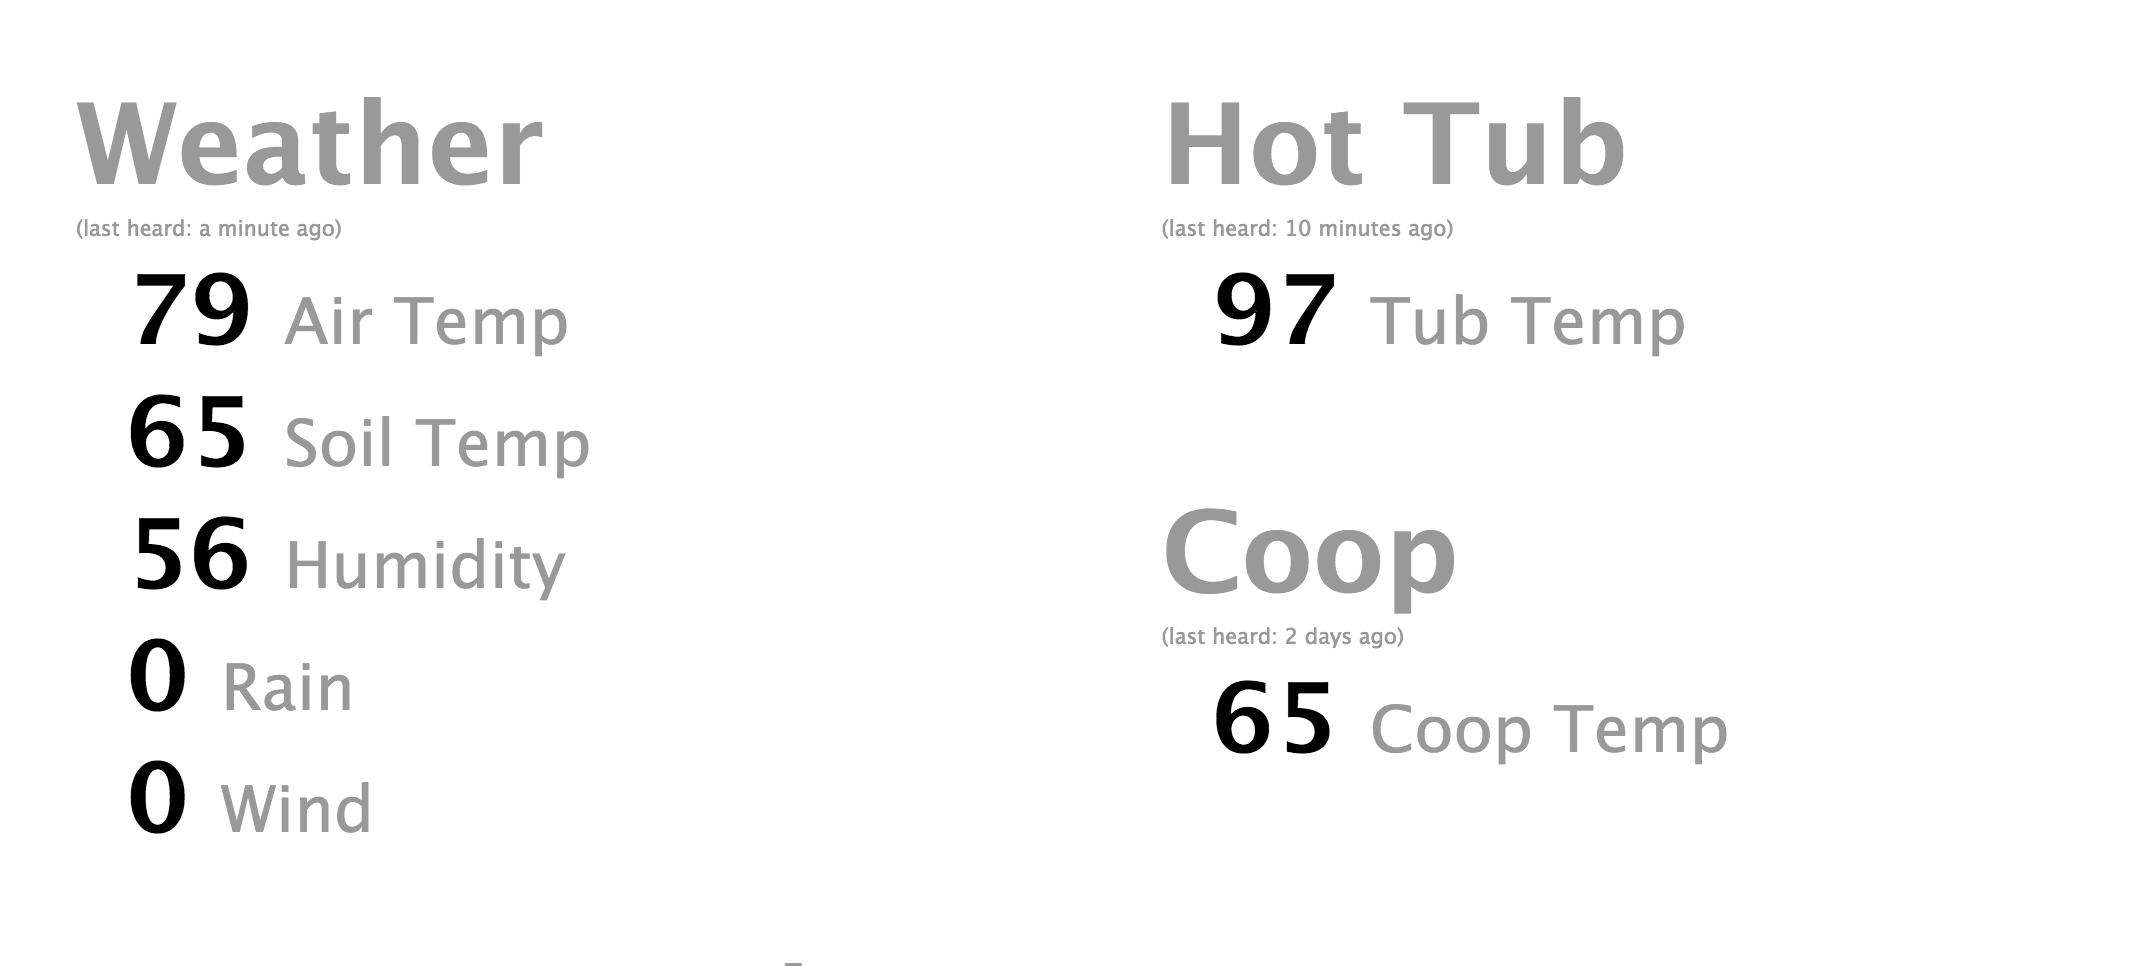 Weather
(last heard: a minute ago)
79 Air Temp
65 Soil Temp
56 Humidity
0 Rain
0 Wind
Hot Tub
(last heard: 10 minutes ago)
97 Tub Temp
Coop
(last heard: 2 days ago)
65 Coop Temp